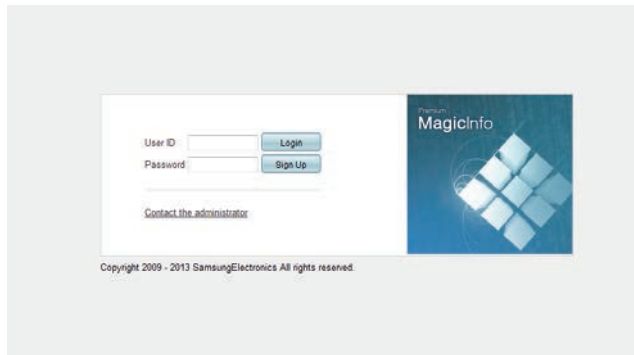 Premium
MagicInfo
User ID
Login
Password
Sign Up
Contact the administrator
Copyright 2009 - 2013 SamsungElectronics All rights reserved.